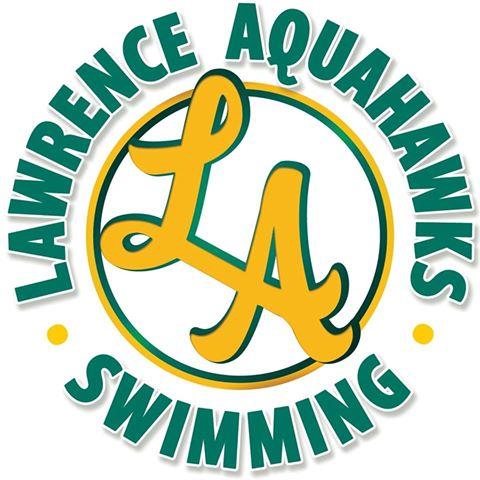 LAWRENCE AQUAHAWKS
LA
• SWIMMING •